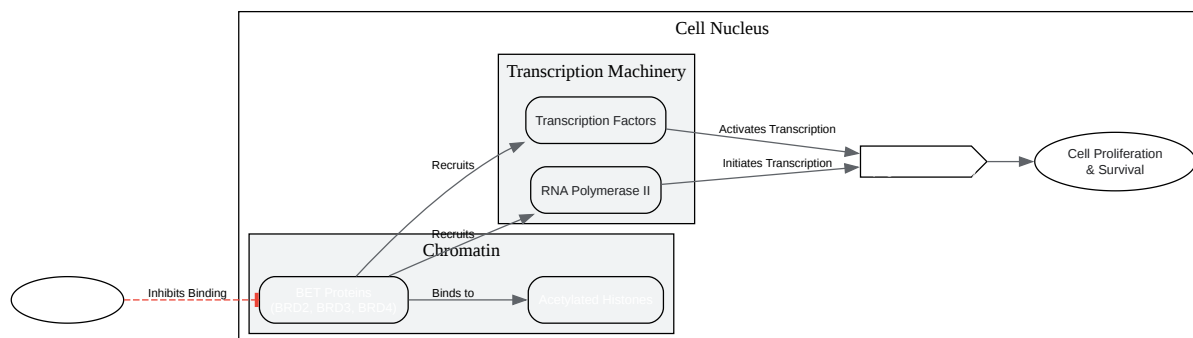 Cell Nucleus
Transcription Machinery
Transcription Factors
Activates Transcription
Recruits
Initiates Transcription
RNA Polymerase II
Cell Proliferation
& Survival
Recruits
Chromatin
Inhibits Binding
BET Proteins
(BRD2, BRD3, BRD4)
Binds to
Acetylated Histones